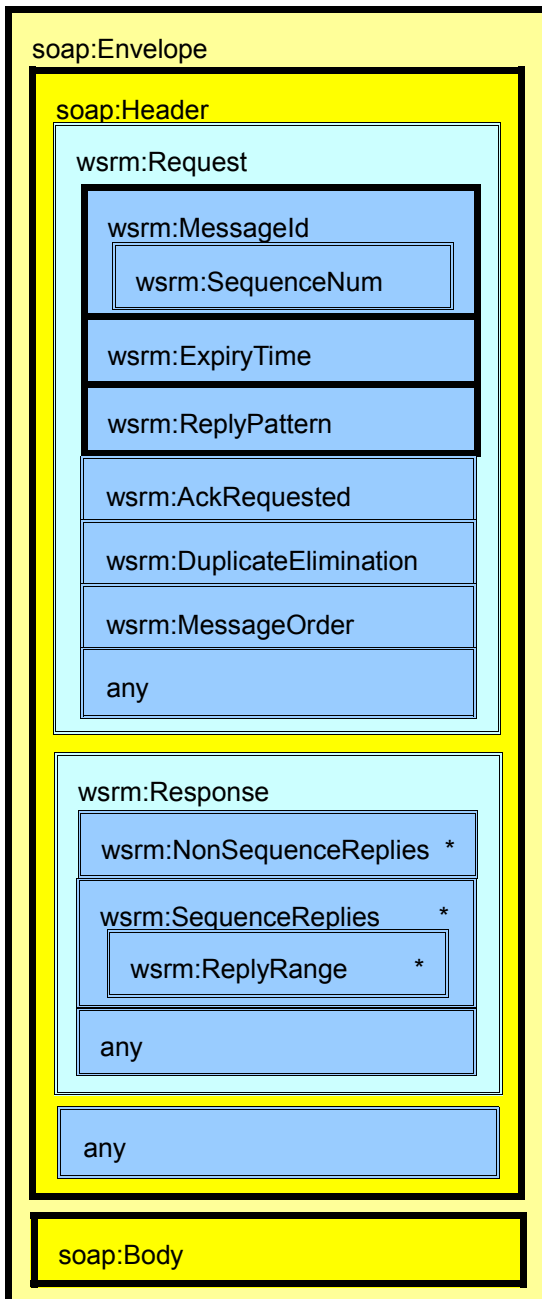 soap:Envelope
soap:Header
wsrm:Request
wsrm:MessageId
wsrm:SequenceNum
wsrm:ExpiryTime
wsrm:ReplyPattern
wsrm:AckRequested
wsrm:DuplicateElimination
wsrm:MessageOrder
any
wsrm:Response
wsrm:NonSequenceReplies *
wsrm:SequenceReplies *
wsrm:ReplyRange *
any
any
soap:Body